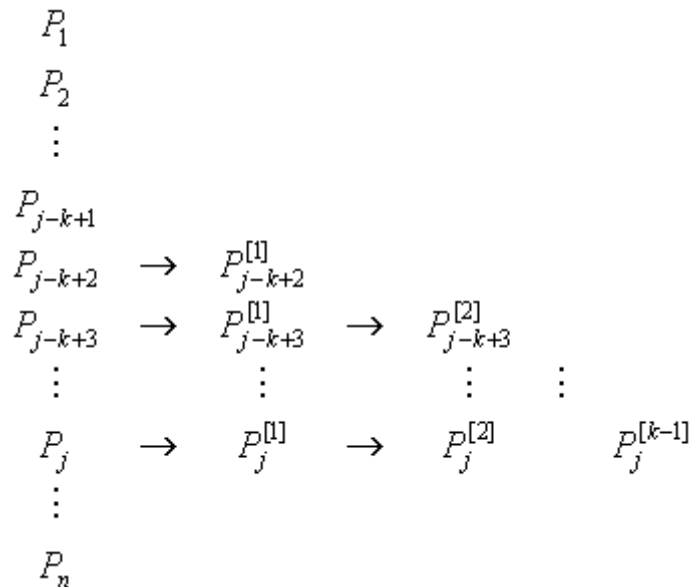 P_1
P_2
⋮
P_{j-k+1}
P_{j-k+2} → P_{j-k+2}^{[1]}
P_{j-k+3} → P_{j-k+3}^{[1]} → P_{j-k+3}^{[2]}
⋮ ⋮ ⋮ ⋮
P_j → P_j^{[1]} → P_j^{[2]} P_j^{[k-1]}
⋮
P_n